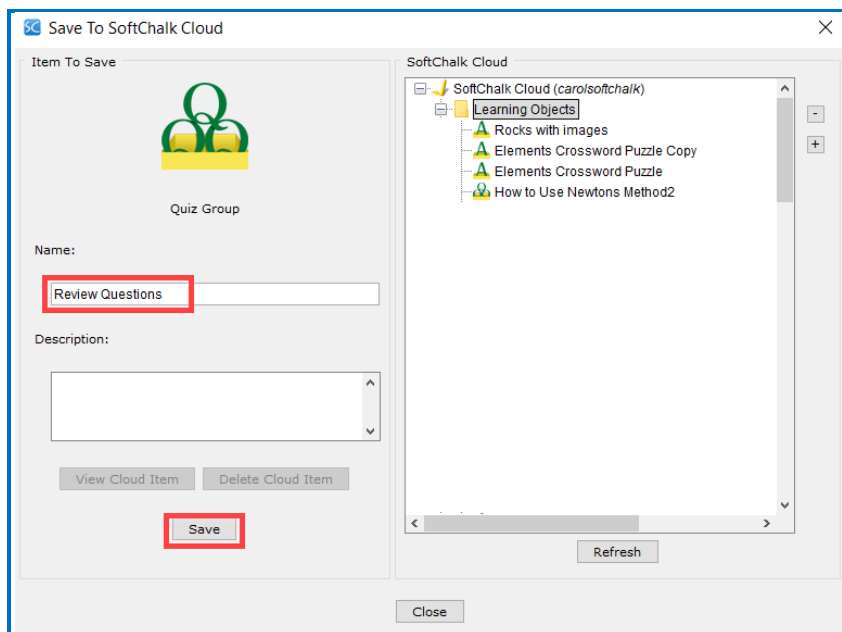 SC Save To SoftChalk Cloud
Item To Save
Quiz Group
Name:
Review Questions
Description:
View Cloud Item Delete Cloud Item
Save
SoftChalk Cloud
SoftChalk Cloud (carolsoftchalk)
Learning Objects
A Rocks with images
A Elements Crossword Puzzle Copy
A Elements Crossword Puzzle
How to Use Newtons Method2
-
+
Refresh
Close